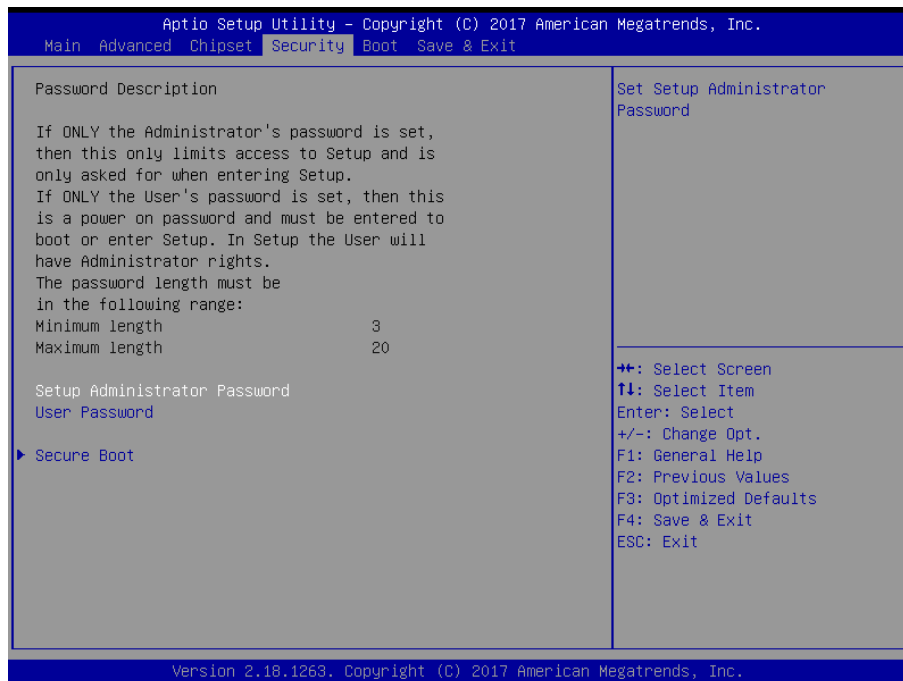 Aptio Setup Utility – Copyright (C) 2017 American Megatrends, Inc.
Main Advanced Chipset Security Boot Save & Exit
Password Description
If ONLY the Administrator's password is set,
then this only limits access to Setup and is
only asked for when entering Setup.
If ONLY the User's password is set, then this
is a power on password and must be entered to
boot or enter Setup. In Setup the User will
have Administrator rights.
The password length must be
in the following range:
Minimum length 3
Maximum length 20
Setup Administrator Password
User Password
Secure Boot
Set Setup Administrator
Password
→←: Select Screen
↑↓: Select Item
Enter: Select
+/-: Change Opt.
F1: General Help
F2: Previous Values
F3: Optimized Defaults
F4: Save & Exit
ESC: Exit
Version 2.18.1263. Copyright (C) 2017 American Megatrends, Inc.